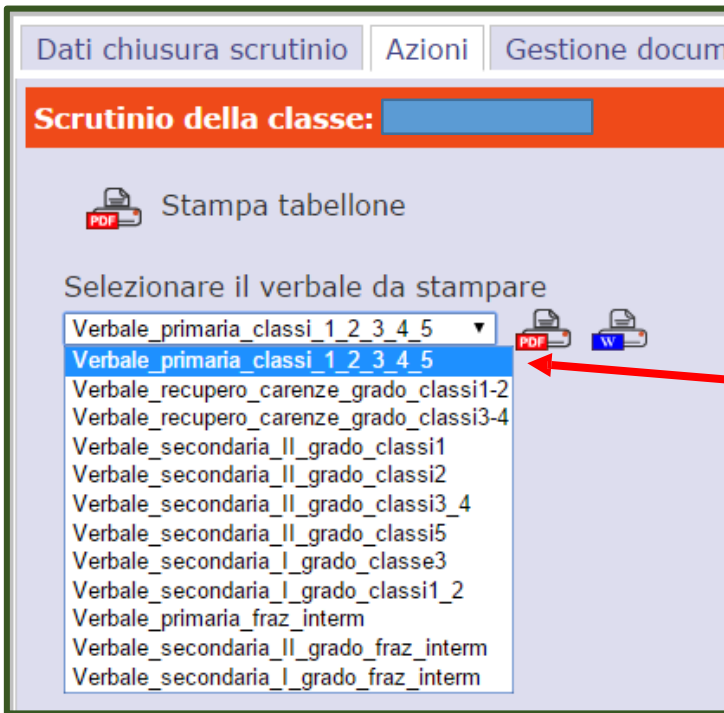 Dati chiusura scrutinio Azioni Gestione docum
Scrutinio della classe:
PDF Stampa tabellone
Selezionare il verbale da stampare
Verbale_primaria_classi_1_2_3_4_5 PDF W
Verbale_primaria_classi_1_2_3_4_5
Verbale_recupero_carenze_grado_classi1-2
Verbale_recupero_carenze_grado_classi3-4
Verbale_secondaria_II_grado_classi1
Verbale_secondaria_II_grado_classi2
Verbale_secondaria_II_grado_classi3_4
Verbale_secondaria_II_grado_classi5
Verbale_secondaria_I_grado_classe3
Verbale_secondaria_I_grado_classi1_2
Verbale_primaria_fraz_interm
Verbale_secondaria_II_grado_fraz_interm
Verbale_secondaria_I_grado_fraz_interm